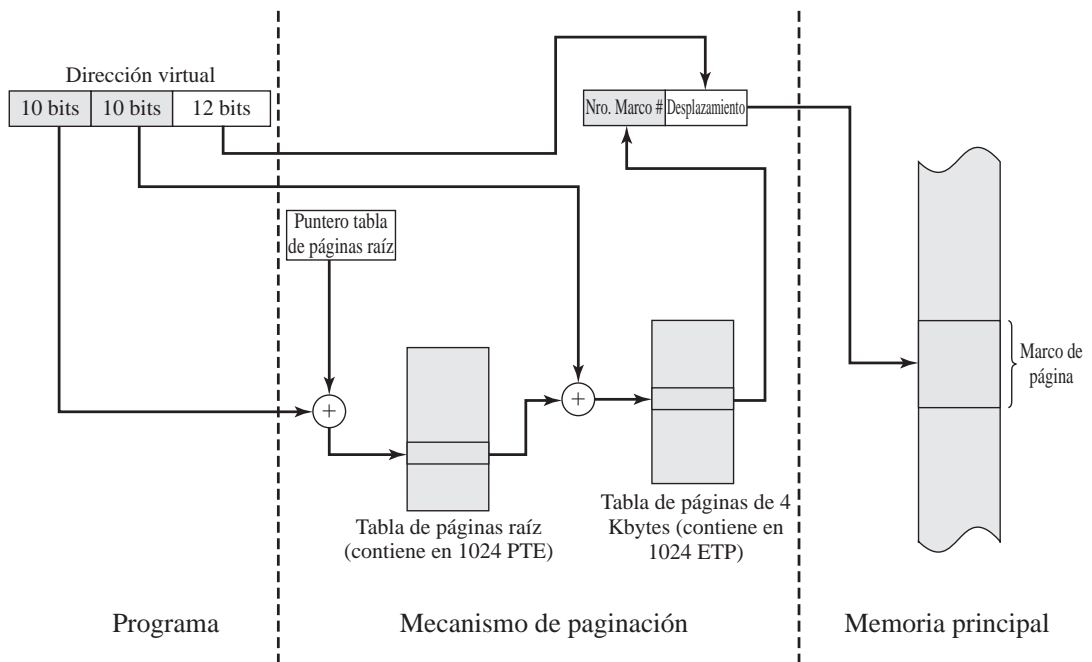 Dirección virtual
10 bits 10 bits 12 bits
Nro. Marco # Desplazamiento
Puntero tabla
de páginas raíz
+
+
Marco de
página
Tabla de páginas raíz
(contiene en 1024 PTE)
Tabla de páginas de 4
Kbytes (contiene en
1024 ETP)
Programa
Mecanismo de paginación
Memoria principal